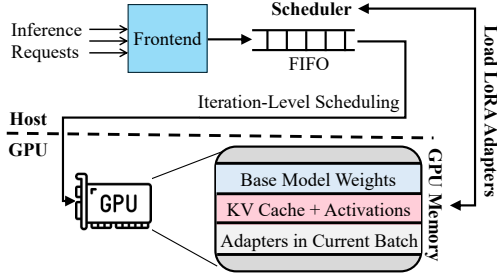 Scheduler
Inference
Requests
Frontend
FIFO
Load LoRA Adapters
Iteration-Level Scheduling
Host
GPU
GPU
Base Model Weights
KV Cache + Activations
Adapters in Current Batch
GPU Memory